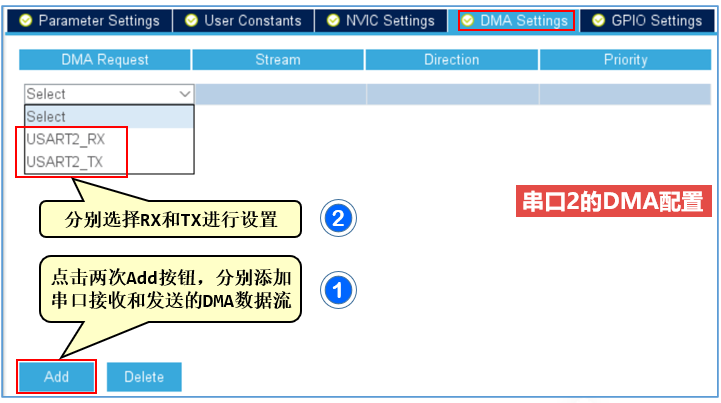 Parameter Settings User Constants NVIC Settings DMA Settings GPIO Settings
DMA Request Stream Direction Priority
Select
Select
USART2_RX
USART2_TX
串口2的DMA配置
分别选择RX和TX进行设置 2
点击两次Add按钮，分别添加
串口接收和发送的DMA数据流 1
Add Delete